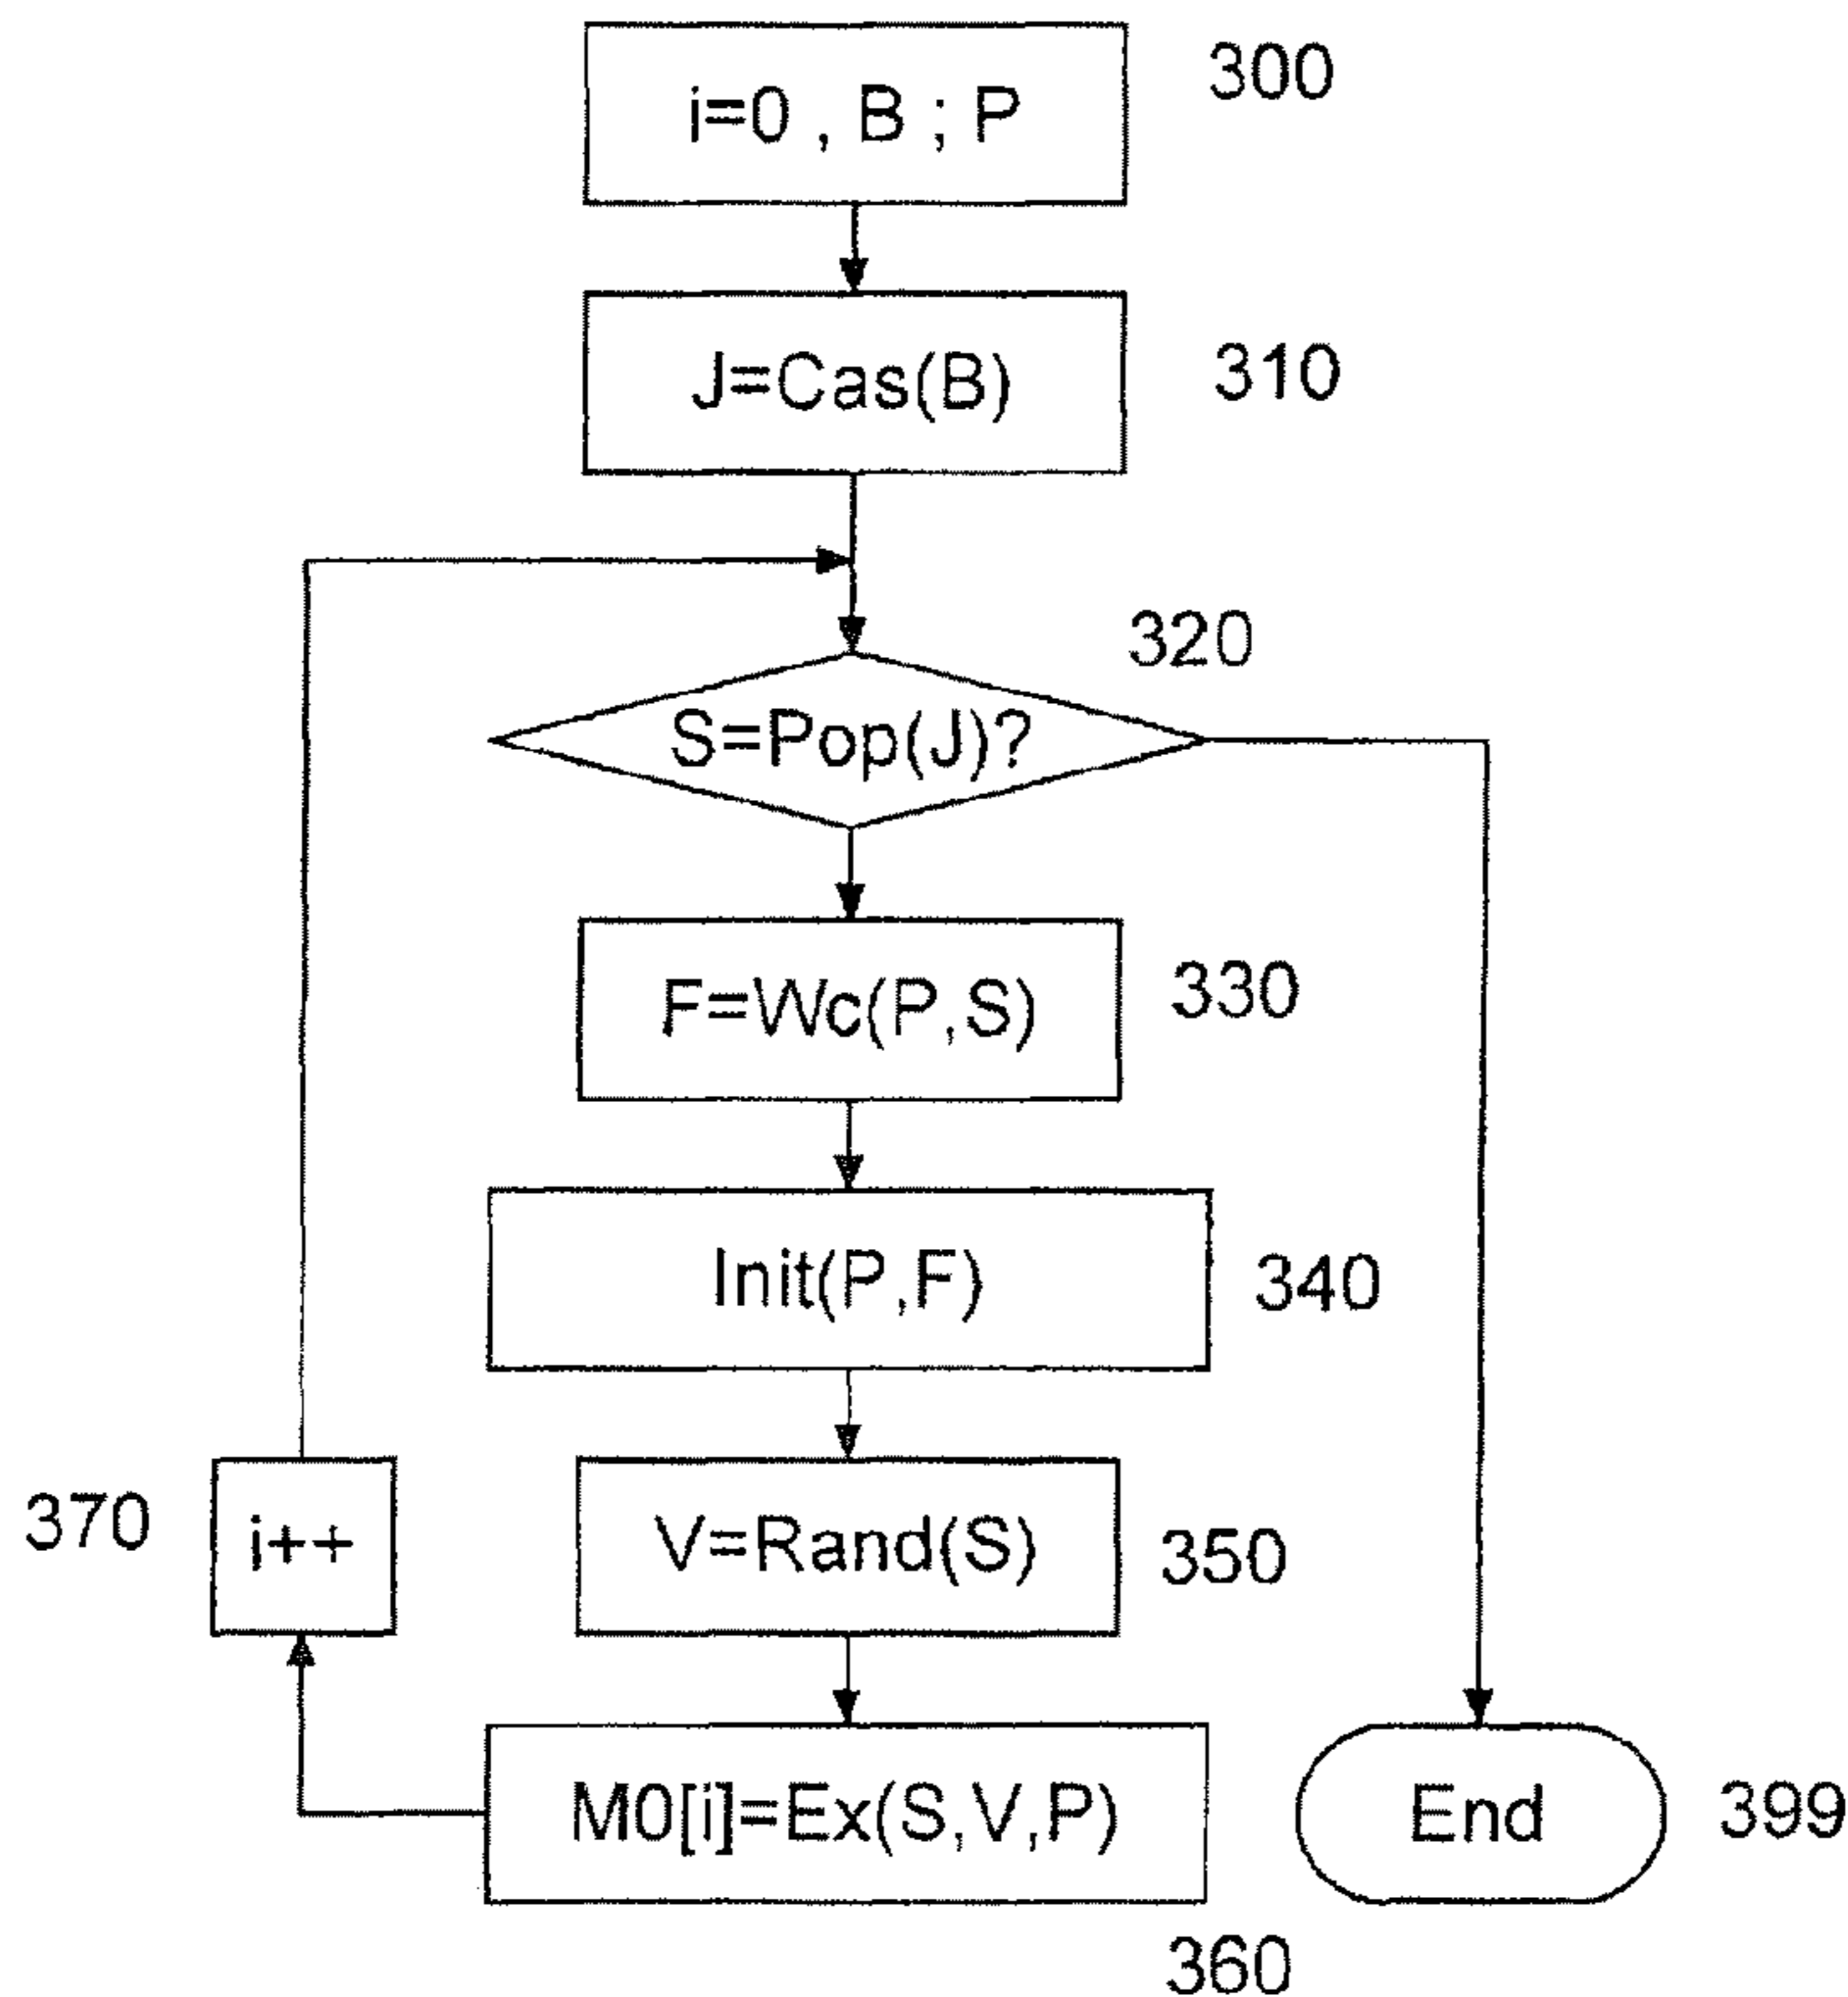 i=0 , B ; P
300
J=Cas(B)
310
320
S=Pop(J)?
F=Wc(P,S)
330
Init(P,F)
340
370
i++
V=Rand(S)
350
M0[i]=Ex(S,V,P)
End
399
360